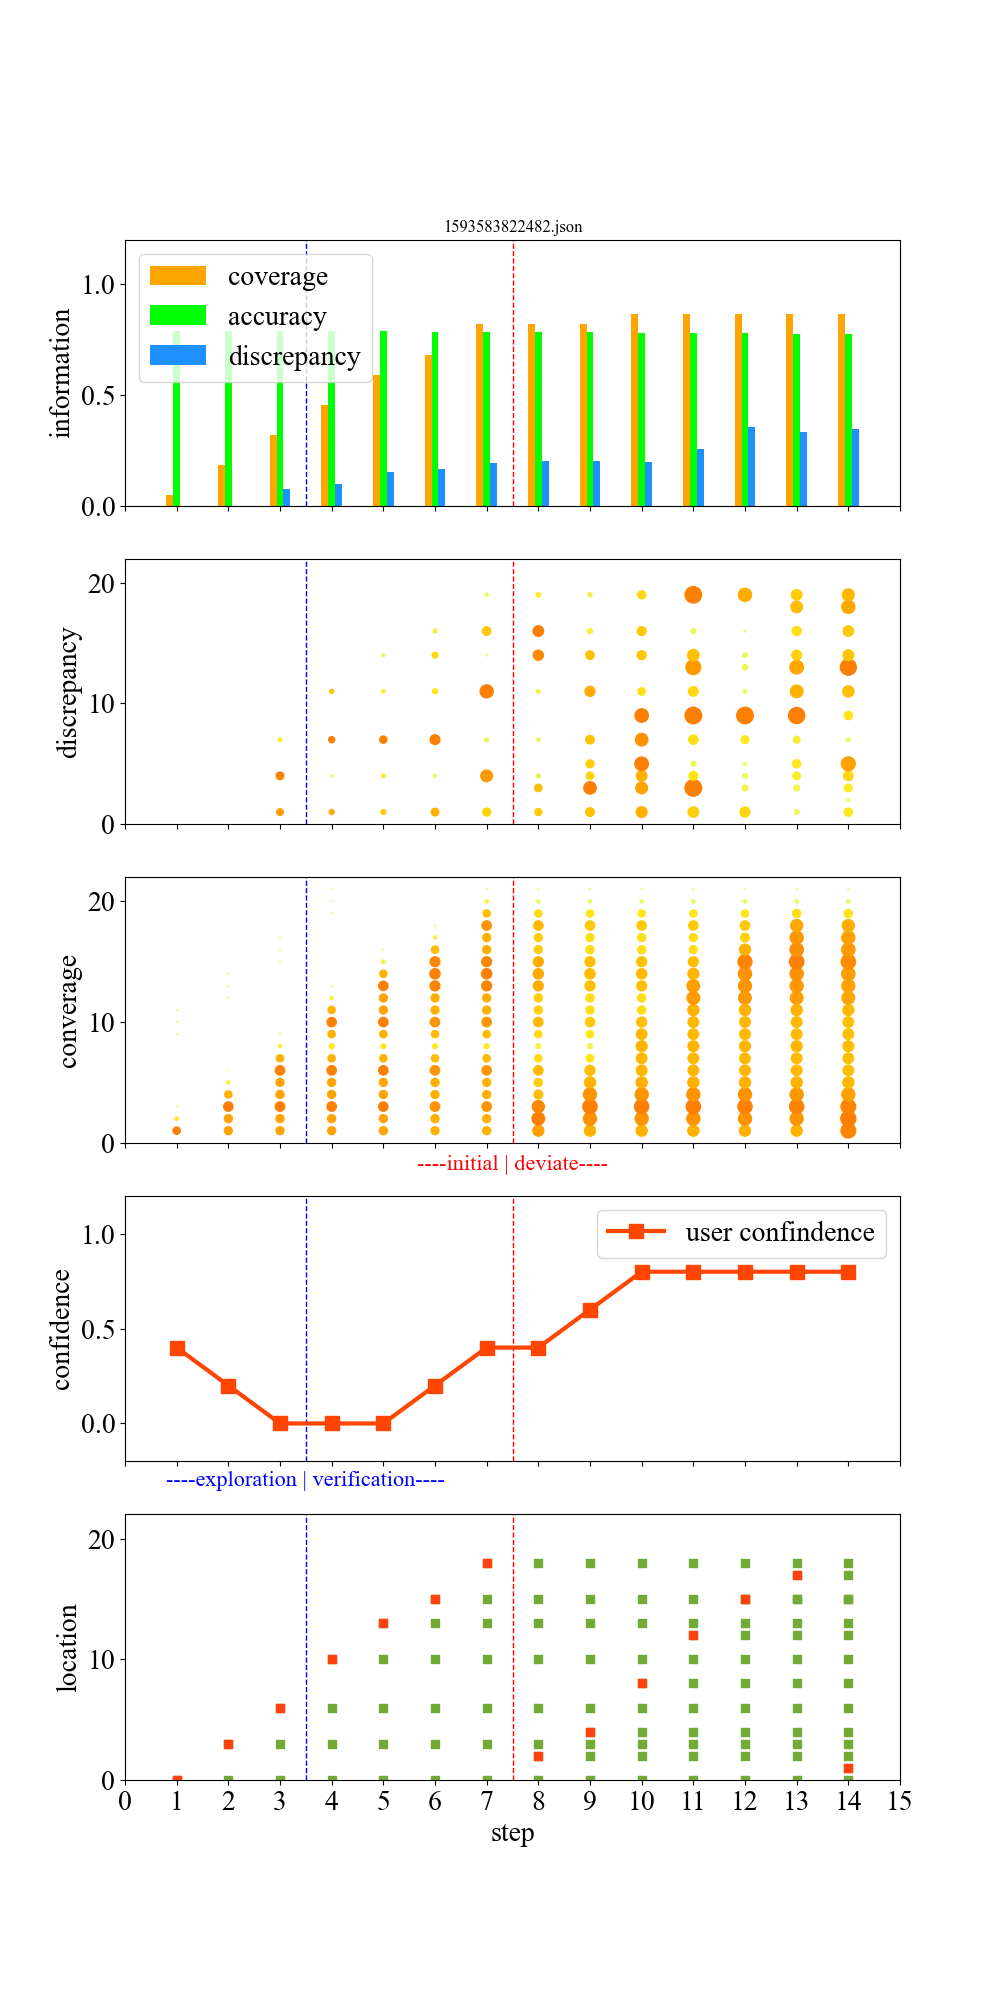 1593583822482.json
1.0
0.5
0.0
information
coverage
accuracy
discrepancy
20
10
0
discrepany
20
10
0
converage
----initial | deviate----
1.0
0.5
0.0
confidence
user confindence
----exploration | verification----
20
10
0
location
0 1 2 3 4 5 6 7 8 9 10 11 12 13 14 15
step